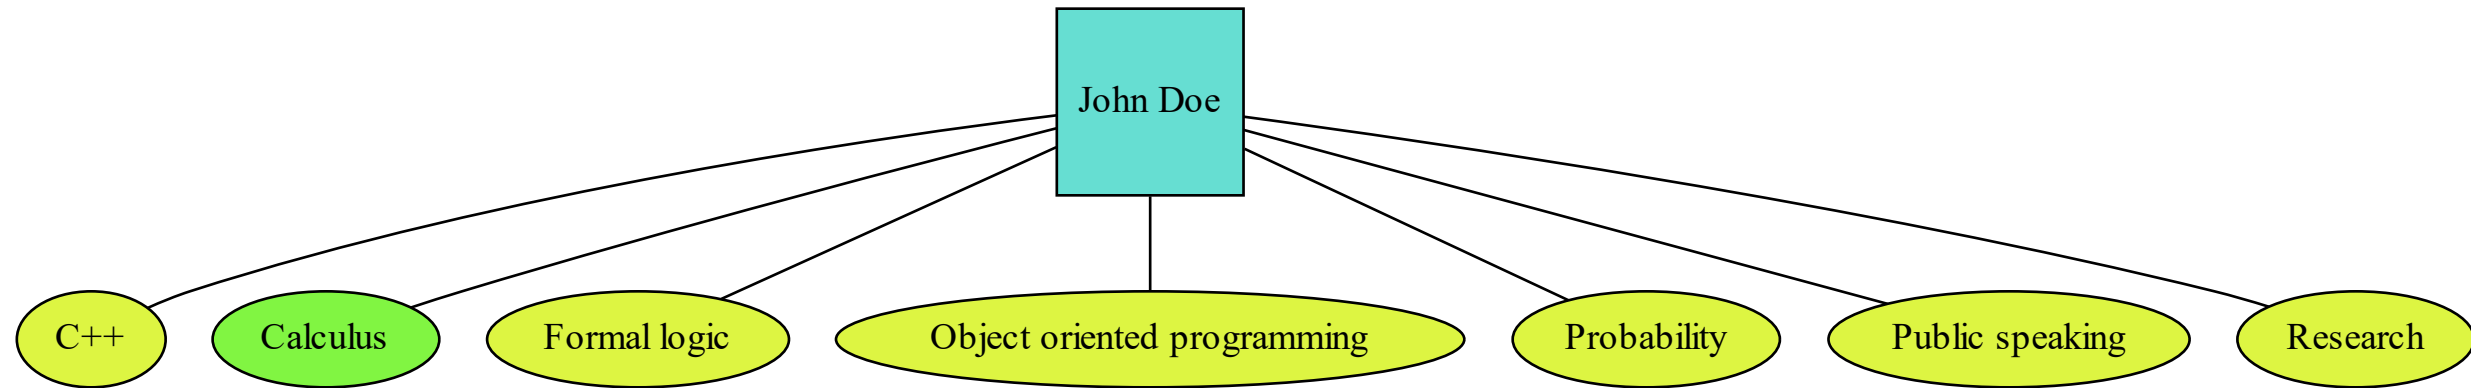 John Doe
C++
Calculus
Formal logic
Object oriented programming
Probability
Public speaking
Research